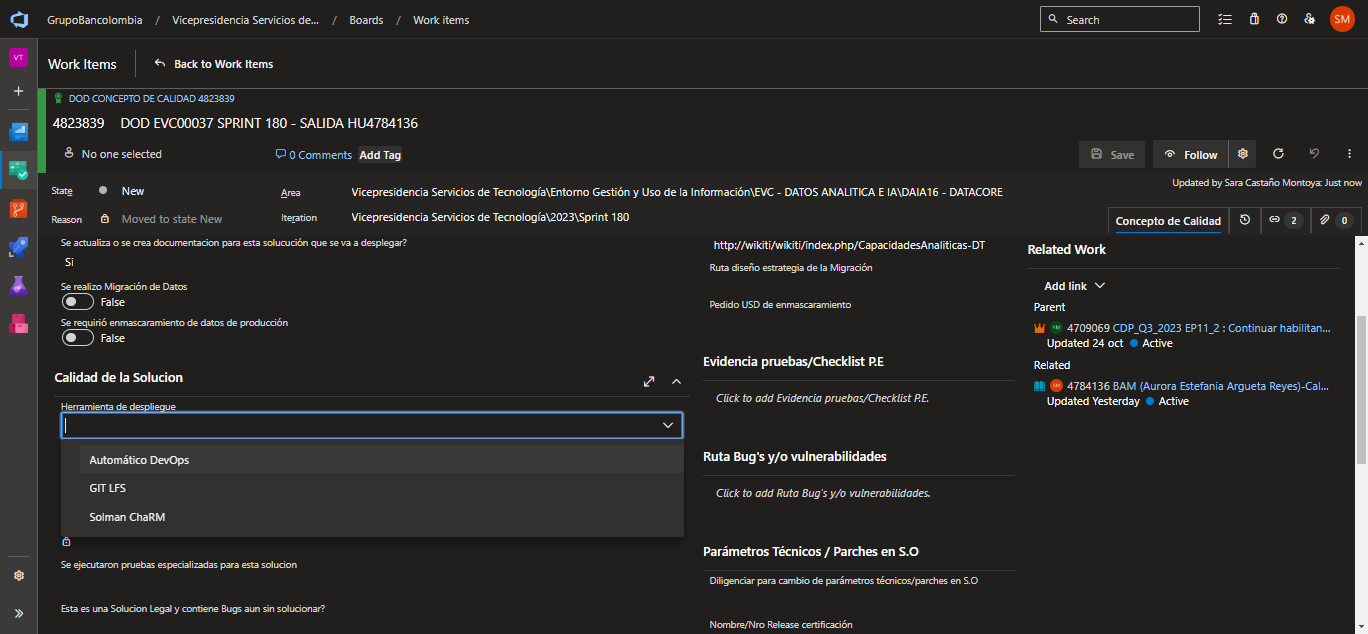 GrupoBancolombia / Vicepresidencia Servicios de... / Boards / Work items
Search
SM
VT
Work Items
Back to Work Items
DOD CONCEPTO DE CALIDAD 4823839
4823839 DOD EVC00037 SPRINT 180 - SALIDA HU4784136
No one selected
0 Comments
Add Tag
Save
Follow
State
New
Area
Vicepresidencia Servicios de Tecnología\Entorno Gestión y Uso de la Información\EVC - DATOS ANALITICA E IA\DAIA16 - DATACORE
Updated by Sara Castaño Montoya: Just now
Reason
Moved to state New
Iteration
Vicepresidencia Servicios de Tecnología\2023\Sprint 180
Concepto de Calidad
2
0
Se actualiza o se crea documentacion para esta solucución que se va a desplegar?
Si
Se realizo Migración de Datos
False
Se requirió enmascaramiento de datos de producción
False
Calidad de la Solucion
Herramienta de despliegue
Automático DevOps
GIT LFS
Solman ChaRM
Se ejecutaron pruebas especializadas para esta solucion
Esta es una Solucion Legal y contiene Bugs aun sin solucionar?
http://wikiti/wikiti/index.php/CapacidadesAnaliticas-DT
Ruta diseño estrategia de la Migración
Pedido USD de enmascaramiento
Evidencia pruebas/Checklist P.E
Click to add Evidencia pruebas/Checklist P.E.
Ruta Bug's y/o vulnerabilidades
Click to add Ruta Bug's y/o vulnerabilidades.
Parámetros Técnicos / Parches en S.O
Diligenciar para cambio de parámetros técnicos/parches en S.O
Nombre/Nro Release certificación
Related Work
Add link
Parent
4709069 CDP_Q3_2023 EP11_2 : Continuar habilitan...
Updated 24 oct Active
Related
SM 4784136 BAM (Aurora Estefania Argueta Reyes)-Cal...
Updated Yesterday Active